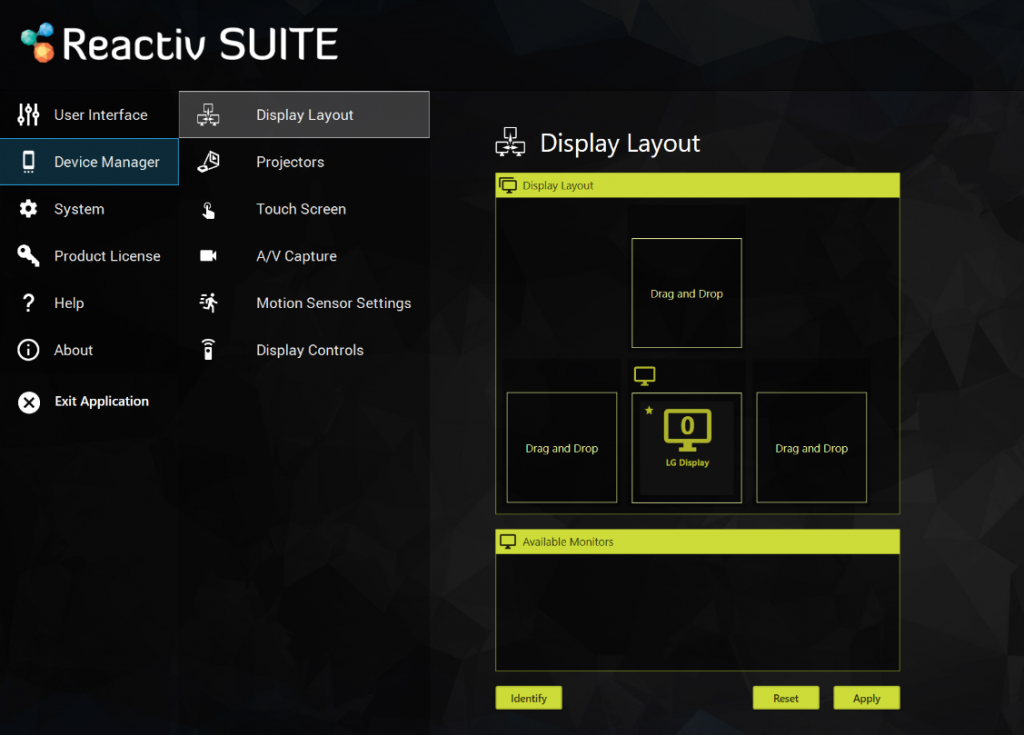 Reactiv SUITE
User Interface
Device Manager
System
Product License
Help
About
Exit Application
Display Layout
Projectors
Touch Screen
A/V Capture
Motion Sensor Settings
Display Controls
Display Layout
Display Layout
Drag and Drop
Drag and Drop
0
LG Display
Drag and Drop
Available Monitors
Identify
Reset
Apply